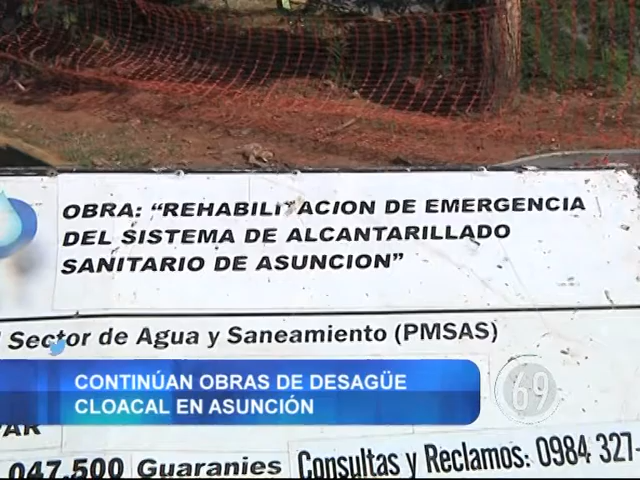 OBRA: “REHABILITACION DE EMERGENCIA
DEL SISTEMA DE ALCANTARILLADO
SANITARIO DE ASUNCION”
Sector de Agua y Saneamiento (PMSAS)
CONTINÚAN OBRAS DE DESAGÜE
CLOACAL EN ASUNCIÓN
69
047.500 Guaranies
Consultas y Reclamos: 0984 327-